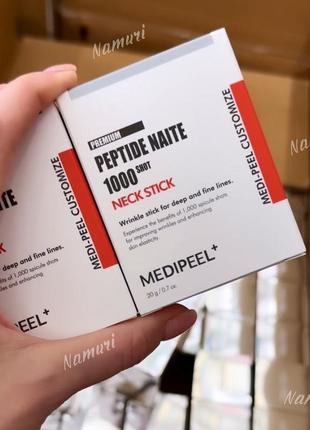 Namuri
Namuri
PREMIUM
PEPTIDE NAITE
1000 SHOT
NECK STICK
Wrinkle stick for deep and fine lines.
Experience the benefits of 1,000 spicule shots
for improving wrinkles and enhancing
skin elasticity.
MEDIPEEL+
20 g / 0.7 oz.
MEDI-PEEL CUSTOMIZE
MEDI-PEEL CUSTOMIZE
Namuri
Namuri